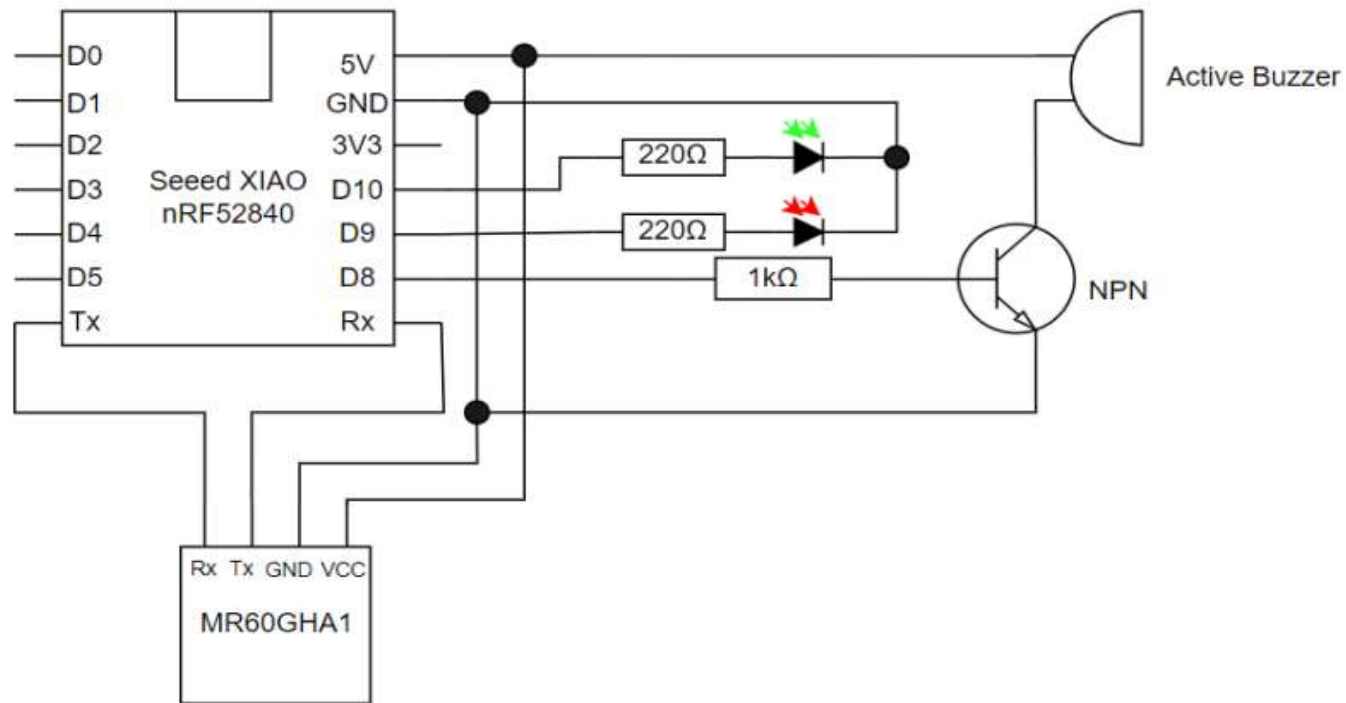 D0
D1
D2
D3
D4
D5
Tx
Seeed XIAO
nRF52840
5V
GND
3V3
D10
D9
D8
Rx
220Ω
220Ω
1kΩ
Active Buzzer
NPN
Rx Tx GND VCC
MR60GHA1